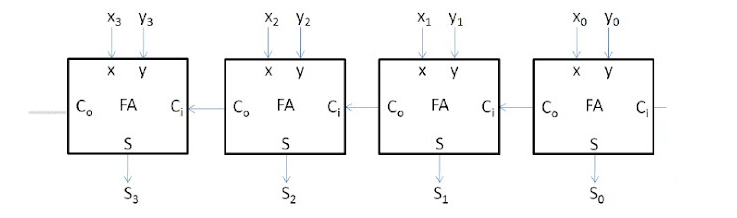 x₃ y₃ x₂ y₂ x₁ y₁ x₀ y₀
x y x y x y x y
Cₒ FA Cᵢ Cₒ FA Cᵢ Cₒ FA Cᵢ Cₒ FA Cᵢ
S S S S
S₃ S₂ S₁ S₀